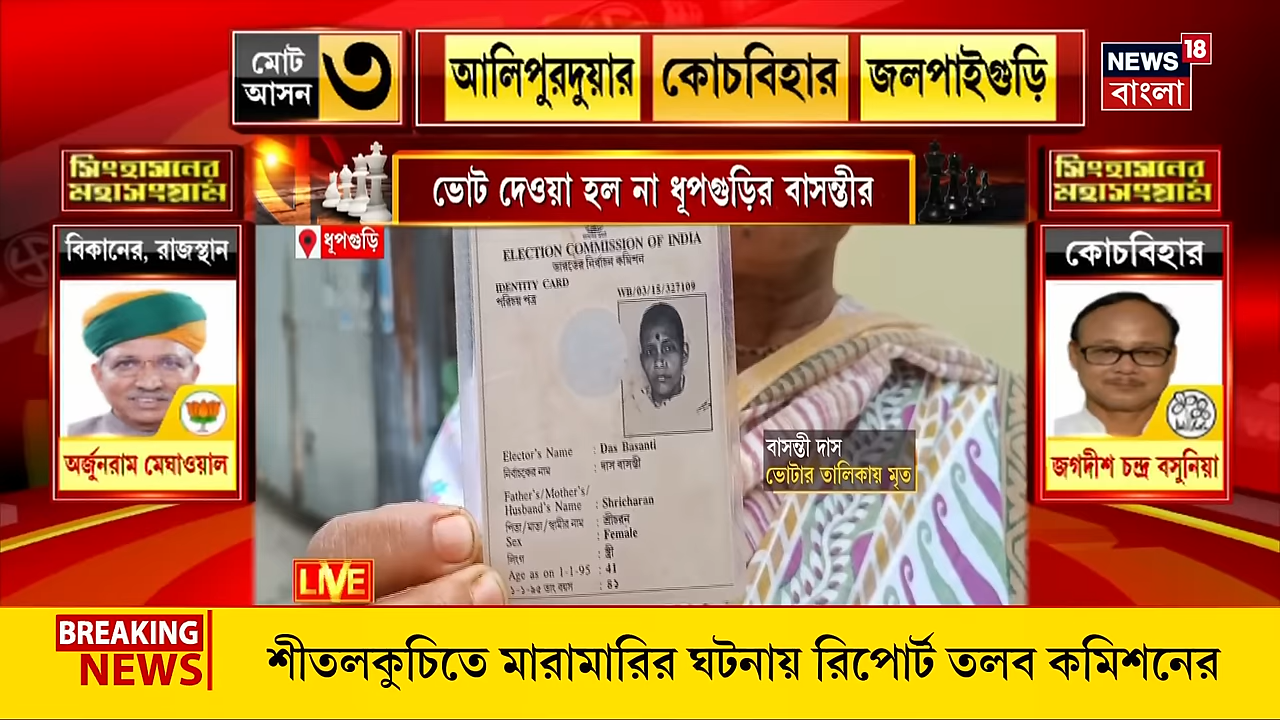 মোট
আসন
৩
আলিপুরদুয়ার
কোচবিহার
জলপাইগুড়ি
NEWS 18
বাংলা
সিংহাসনের
মহাসংগ্রাম
ভোট দেওয়া হল না ধূপগুড়ির বাসন্তীর
সিংহাসনের
মহাসংগ্রাম
বিকানের, রাজস্থান
অর্জুনরাম মেঘাওয়াল
ধূপগুড়ি
ELECTION COMMISSION OF INDIA
ভারতের নির্বাচন কমিশন
IDENTITY CARD
পরিচয় পত্র
WB/03/15/327109
Elector's Name : Das Basanti
নির্বাচকের নাম : দাস বাসন্তী
Father's/Mother's/
Husband's Name : Shricharan
পিতা/মাতা/স্বামীর নাম : শ্রীচরন
Sex : Female
লিংগ : স্ত্রী
Age as on 1-1-95 : 41
১-১-৯৫ তাং বয়স : ৪১
বাসন্তী দাস
ভোটার তালিকায় মৃত
কোচবিহার
জগদীশ চন্দ্র বসুনিয়া
LIVE
BREAKING
NEWS
শীতলকুচিতে মারামারির ঘটনায় রিপোর্ট তলব কমিশনের